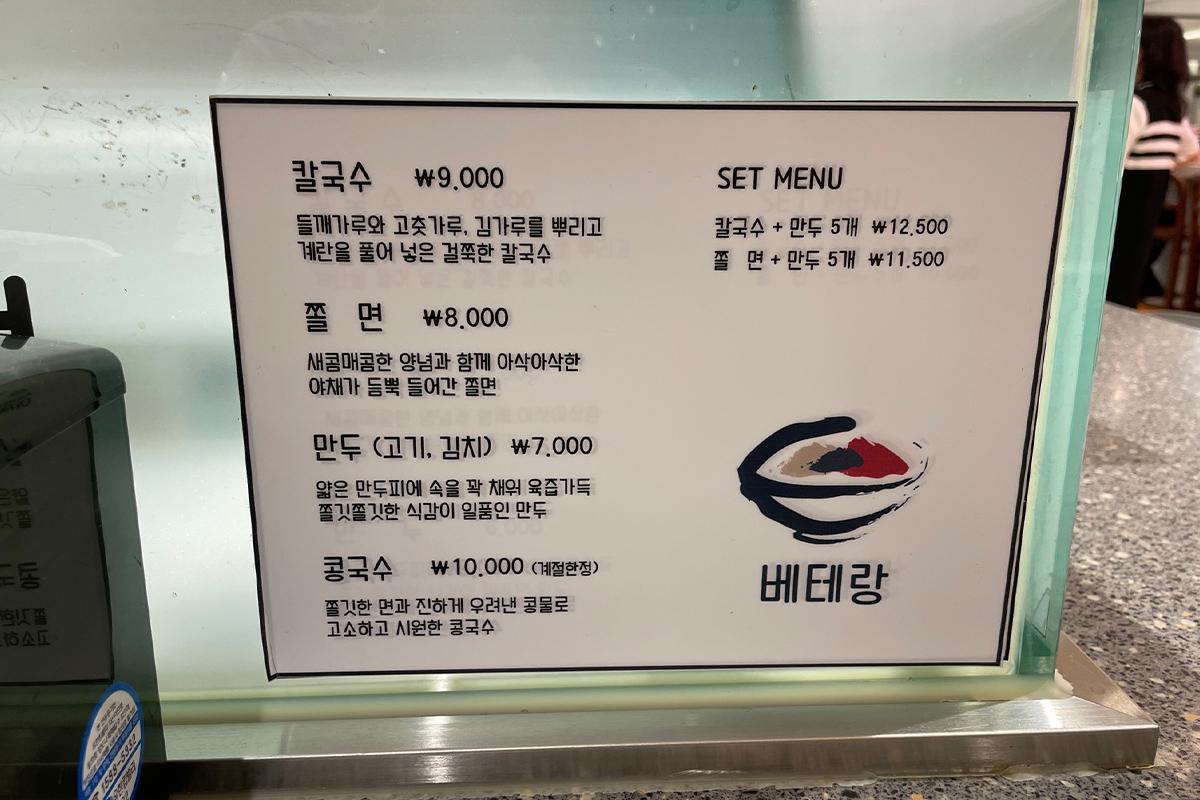 칼국수 ₩9,000
들깨가루와 고춧가루, 김가루를 뿌리고
계란을 풀어 넣은 걸쭉한 칼국수
쫄 면 ₩8,000
새콤매콤한 양념과 함께 아삭아삭한
야채가 듬뿍 들어간 쫄면
만두 (고기, 김치) ₩7,000
얇은 만두피에 속을 꽉 채워 육즙가득
쫄깃쫄깃한 식감이 일품인 만두
콩국수 ₩10,000 (계절한정)
쫄깃한 면과 진하게 우려낸 콩물로
고소하고 시원한 콩국수
SET MENU
칼국수 + 만두 5개 ₩12,500
쫄 면 + 만두 5개 ₩11,500
베테랑